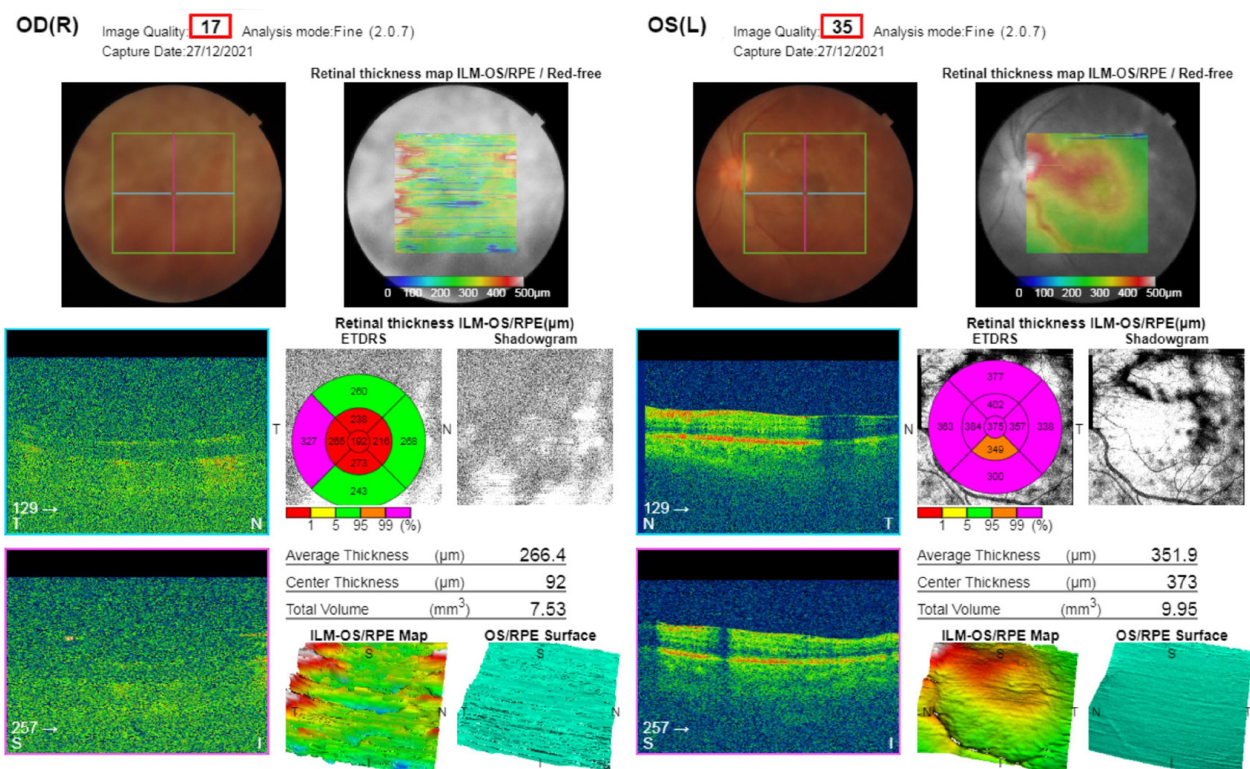 OD(R)
Image Quality: 17 Analysis mode:Fine (2.0.7)
Capture Date:27/12/2021
Retinal thickness map ILM-OS/RPE / Red-free
0 100 200 300 400 500μm
Retinal thickness ILM-OS/RPE(μm)
ETDRS
Shadowgram
260
238
T 327 265 192 216 268 N
273
243
1 5 95 99 (%)
129 →
T N
257 →
S I
Average Thickness (μm) 266.4
Center Thickness (μm) 92
Total Volume (mm³) 7.53
ILM-OS/RPE Map
OS/RPE Surface
S
T N
I
S
T N
I
OS(L)
Image Quality: 35 Analysis mode:Fine (2.0.7)
Capture Date:27/12/2021
Retinal thickness map ILM-OS/RPE / Red-free
0 100 200 300 400 500μm
Retinal thickness ILM-OS/RPE(μm)
ETDRS
Shadowgram
377
402
N 363 384 375 357 338 T
349
300
1 5 95 99 (%)
129 →
N T
257 →
S I
Average Thickness (μm) 351.9
Center Thickness (μm) 373
Total Volume (mm³) 9.95
ILM-OS/RPE Map
OS/RPE Surface
S
N T
I
S
N T
I